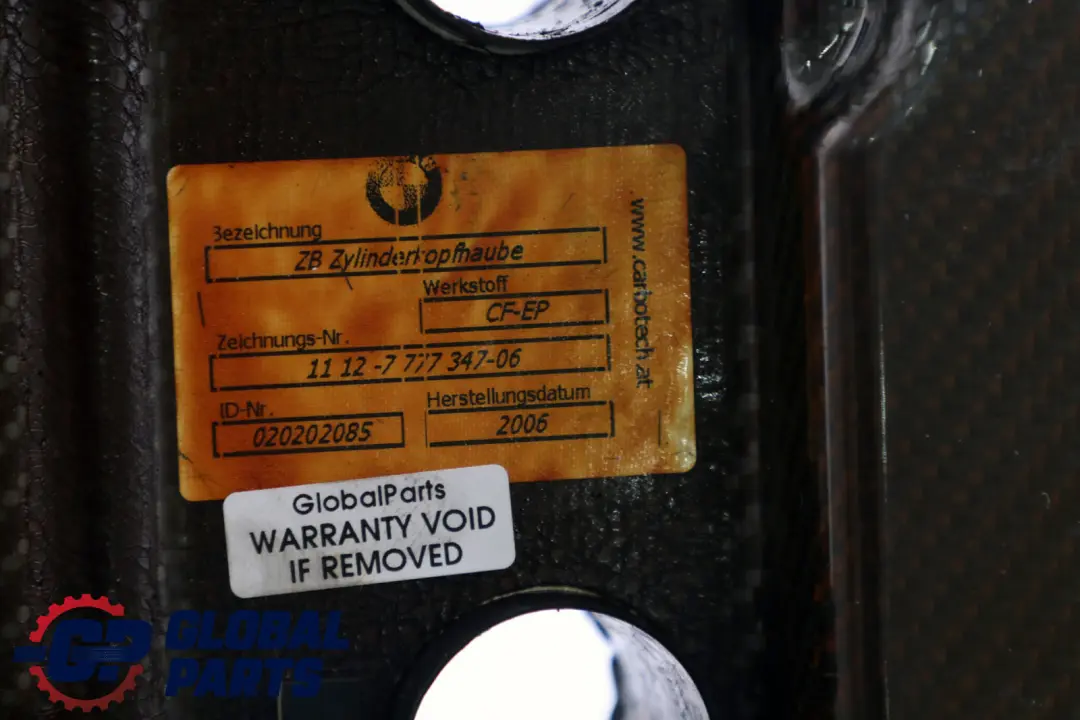 Bezeichnung
ZB Zylinderkopfhaube
Werkstoff
CF-EP
Zeichnungs-Nr.
11 12 -7 777 347-06
ID-Nr.
020202085
Herstellungsdatum
2006
www.carbotech.at
GlobalParts
WARRANTY VOID
IF REMOVED
GP GLOBAL
PARTS